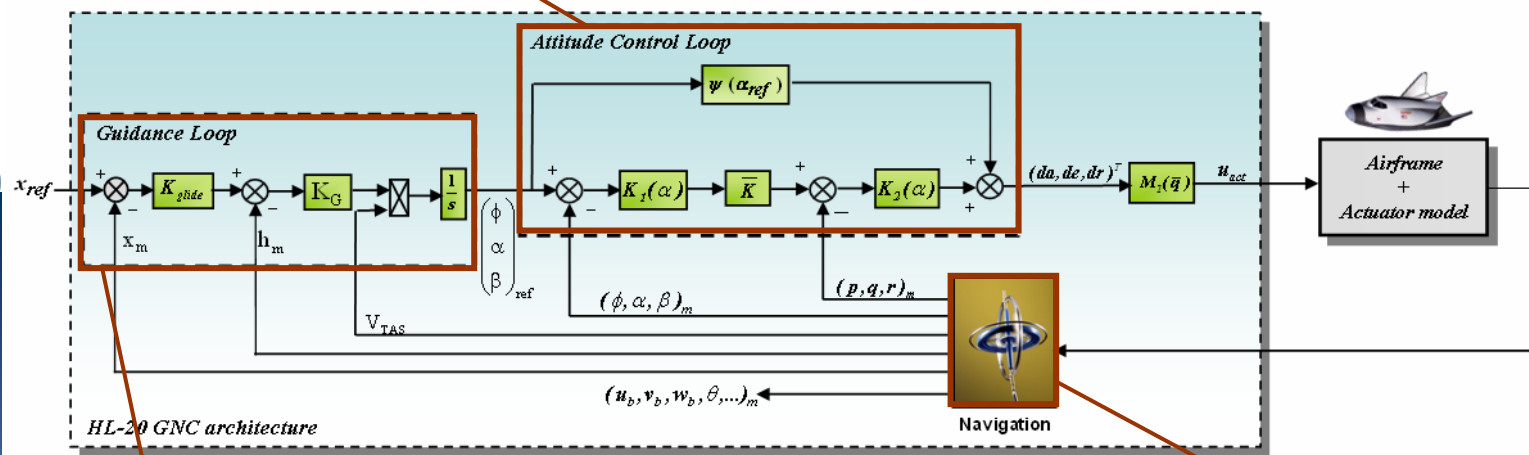 Attitude Control Loop
ψ (α_ref)
Guidance Loop
x_ref
+
−
K_glide
+
−
K_G
1/s
+
−
K_1(α)
K̅
+
−
K_2(α)
+
+
(da, de, dr)^T
M_2(q̅)
u_act
Airframe
+
Actuator model
x_m
h_m
(ϕ α β)_ref
V_TAS
(ϕ, α, β)_m
(p, q, r)_m
(u_b, v_b, w_b, θ,...)_m
HL-20 GNC architecture
Navigation